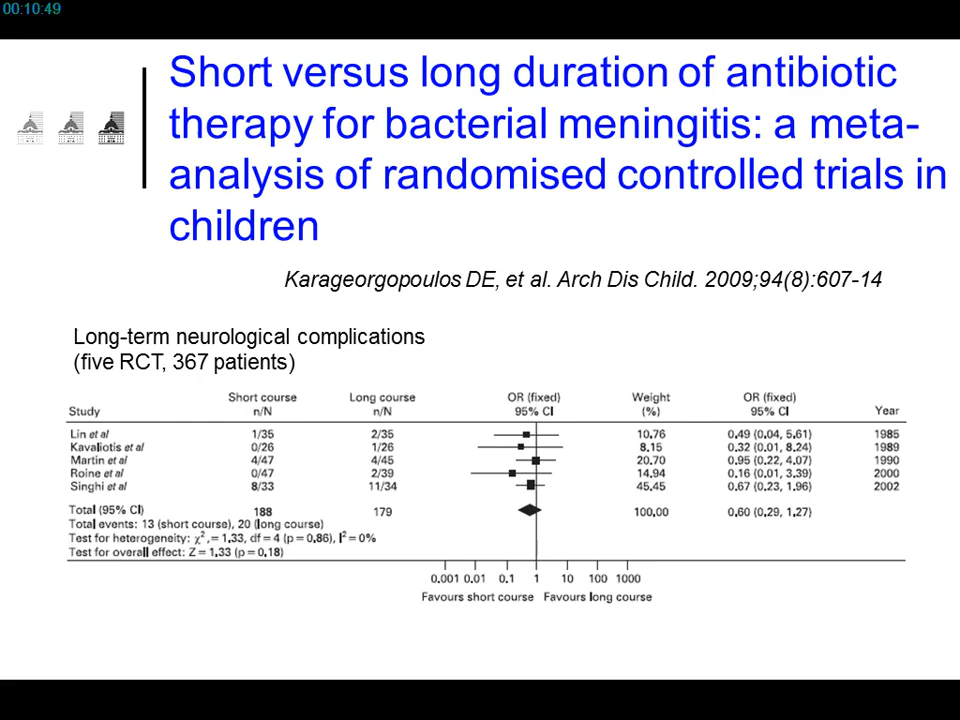 00:10:49
Short versus long duration of antibiotic
therapy for bacterial meningitis: a meta-
analysis of randomised controlled trials in
children
Karageorgopoulos DE, et al. Arch Dis Child. 2009;94(8):607-14
Long-term neurological complications
(five RCT, 367 patients)
Short course Long course OR (fixed) Weight OR (fixed)
Study n/N n/N 95% CI (%) 95% CI Year
Lin et al 1/35 2/35 10.76 0.49 (0.04, 5.61) 1985
Kavaliotis et al 0/26 1/26 8.15 0.32 (0.01, 8.24) 1989
Martin et al 4/47 4/45 20.70 0.95 (0.22, 4.07) 1990
Roine et al 0/47 2/39 14.94 0.16 (0.01, 3.39) 2000
Singhi et al 8/33 11/34 45.45 0.67 (0.23, 1.96) 2002
Total (95% CI) 188 179 100.00 0.60 (0.29, 1.27)
Total events: 13 (short course), 20 (long course)
Test for heterogeneity: χ², = 1.33, df = 4 (p = 0.86), I² = 0%
Test for overall effect: Z = 1.33 (p = 0.18)
0.001 0.01 0.1 1 10 100 1000
Favours short course Favours long course